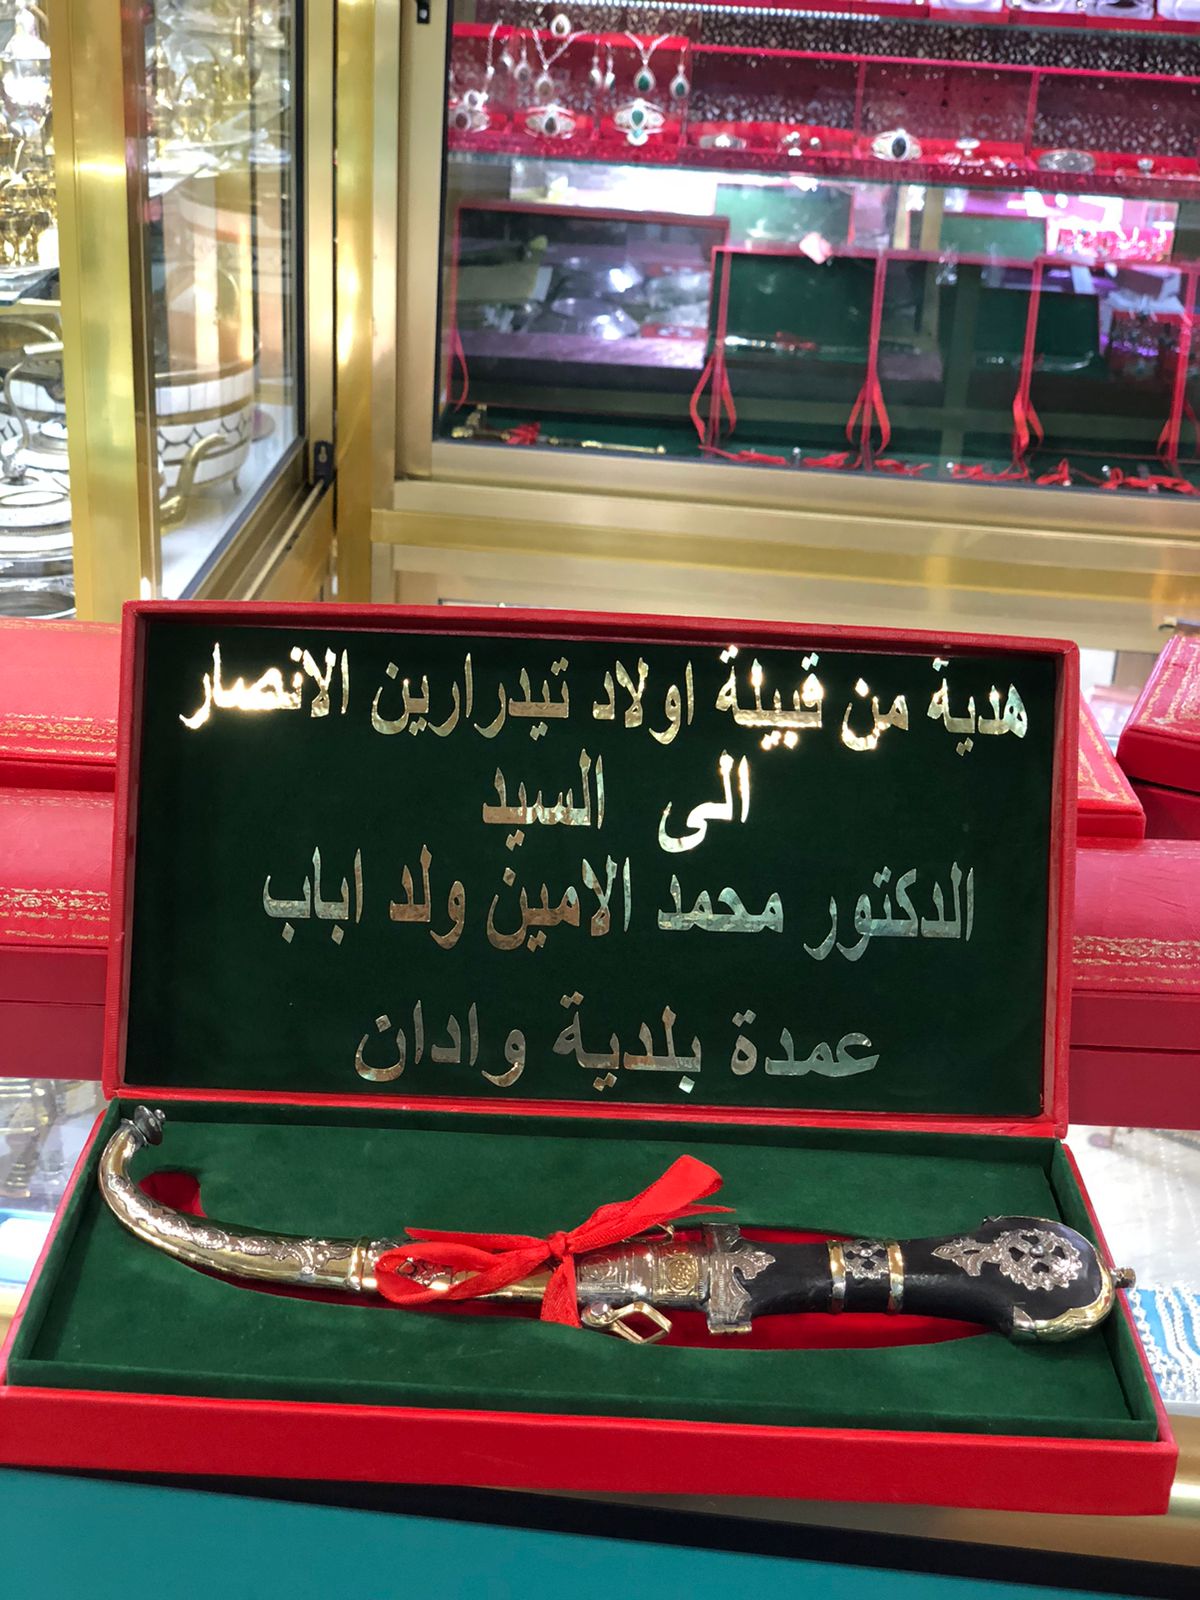 هدية من قبيلة اولاد تيدرارين الانصار
الى السيد
الدكتور محمد الامين ولد اباب
عمدة بلدية وادان